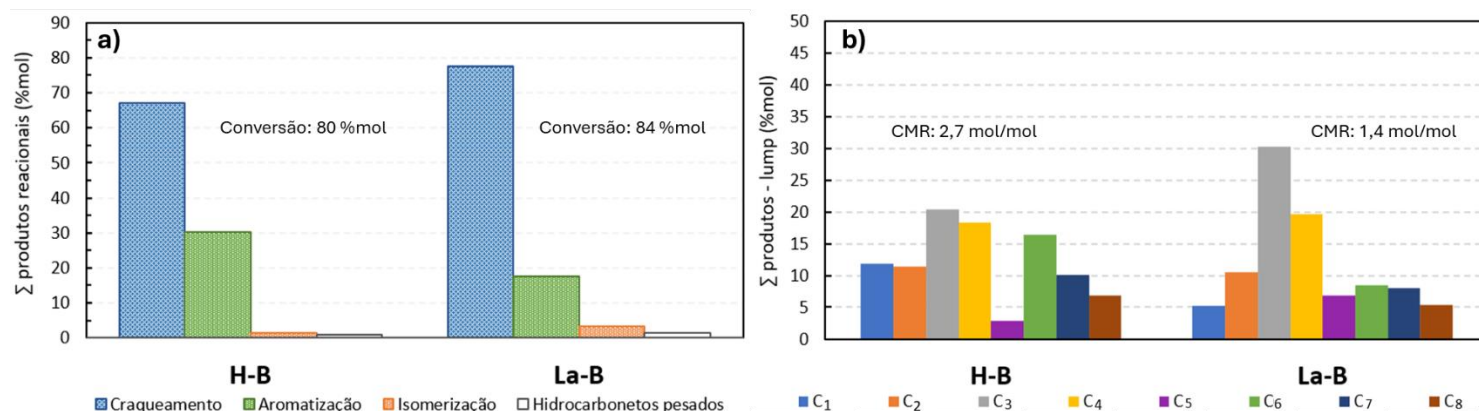 a)
Σ produtos reacionais (%mol)
90
80
70
60
50
40
30
20
10
0
Conversão: 80 %mol
Conversão: 84 %mol
H-B
La-B
Craqueamento
Aromatização
Isomerização
Hidrocarbonetos pesados
b)
Σ produtos - lump (%mol)
50
45
40
35
30
25
20
15
10
5
0
CMR: 2,7 mol/mol
CMR: 1,4 mol/mol
H-B
La-B
C₁
C₂
C₃
C₄
C₅
C₆
C₇
C₈